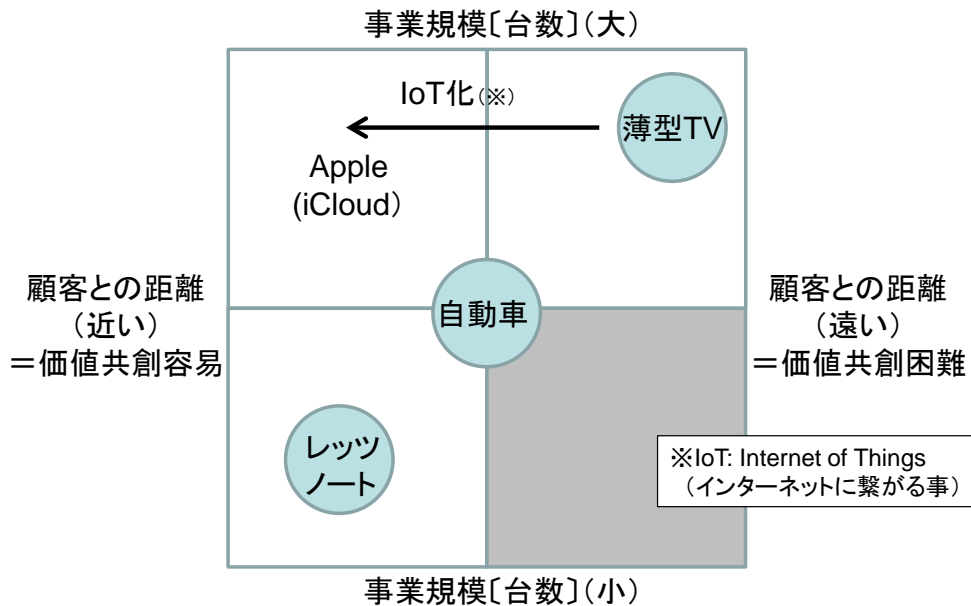 事業規模〔台数〕(大)
IoT化(※)
薄型TV
Apple
(iCloud）
顧客との距離
（近い）
＝価値共創容易
自動車
顧客との距離
（遠い）
＝価値共創困難
レッツ
ノート
※IoT: Internet of Things
（インターネットに繋がる事）
事業規模〔台数〕(小)